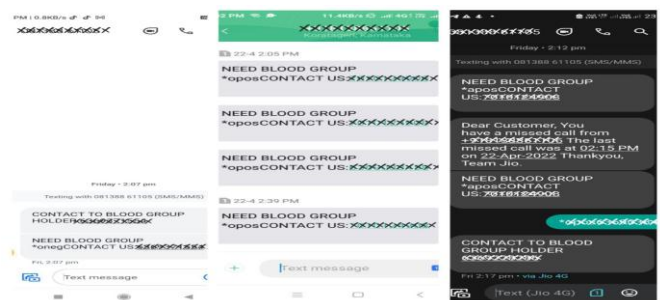 PM | 0.8KB/s
Friday • 2:07 pm
Texting with 081388 61105 (SMS/MMS)
CONTACT TO BLOOD GROUP
HOLDER
NEED BLOOD GROUP
*onegCONTACT US:
Fri 2:07 pm
Text message
2 PM
11.4KB/s
4G
Karnataka
22-4 2:05 PM
NEED BLOOD GROUP
*oposCONTACT US:
NEED BLOOD GROUP
*oposCONTACT US:
NEED BLOOD GROUP
*oposCONTACT US:
22-4 2:39 PM
NEED BLOOD GROUP
*oposCONTACT US:
Text message
23
Friday • 2:12 pm
Texting with 081388 61105 (SMS/MMS)
NEED BLOOD GROUP
*aposCONTACT
US:
Dear Customer, You
have a missed call from
The last
missed call was at 02:15 PM
on 22-Apr-2022 Thankyou,
Team Jio.
NEED BLOOD GROUP
*aposCONTACT
US:
CONTACT TO BLOOD
GROUP HOLDER
Fri 2:17 pm • via Jio 4G
Text (Jio 4G)